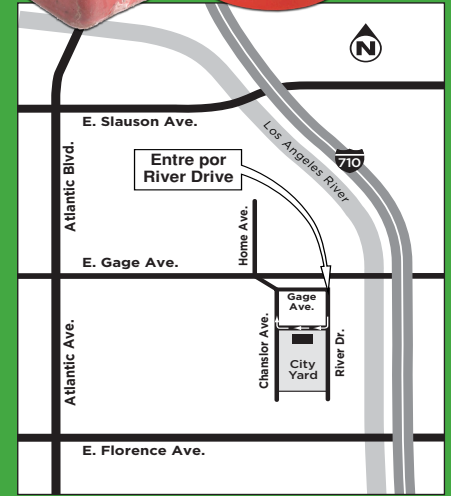 N
E. Slauson Ave.
Los Angeles River
710
Atlantic Blvd.
Entre por
River Drive
Home Ave.
E. Gage Ave.
Gage
Ave.
Chanslor Ave.
City
Yard
River Dr.
Atlantic Ave.
E. Florence Ave.